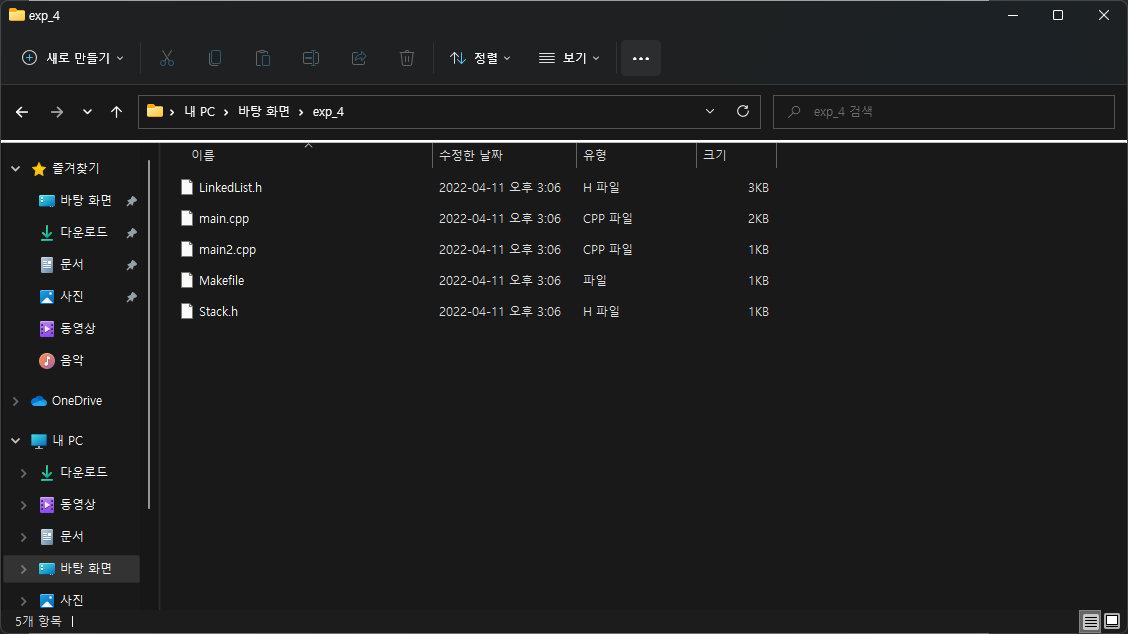 exp_4
새로 만들기 정렬 보기
내 PC 바탕 화면 exp_4 exp_4 검색
이름 수정한 날짜 유형 크기
LinkedList.h 2022-04-11 오후 3:06 H 파일 3KB
main.cpp 2022-04-11 오후 3:06 CPP 파일 2KB
main2.cpp 2022-04-11 오후 3:06 CPP 파일 1KB
Makefile 2022-04-11 오후 3:06 파일 1KB
Stack.h 2022-04-11 오후 3:06 H 파일 1KB
즐겨찾기
바탕 화면
다운로드
문서
사진
동영상
음악
OneDrive
내 PC
다운로드
동영상
문서
바탕 화면
사진
5개 항목